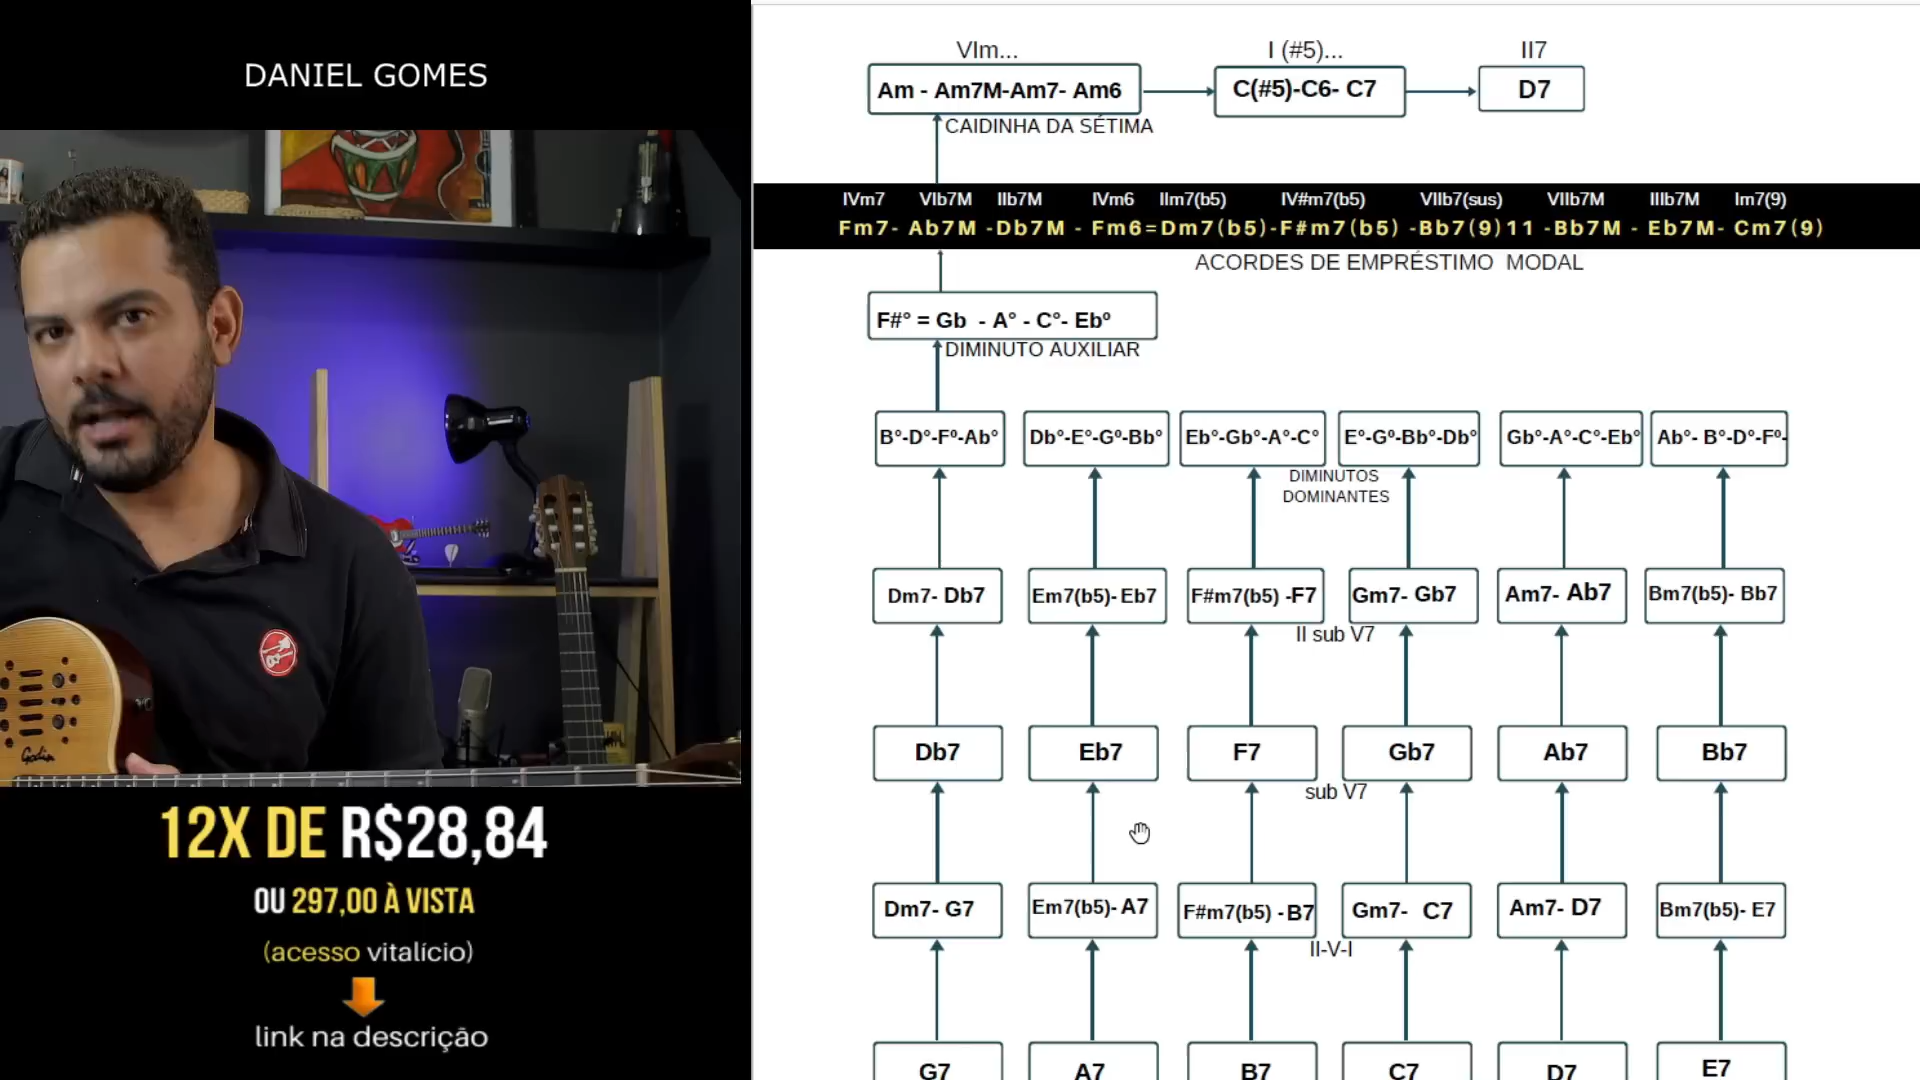 DANIEL GOMES
12X DE R$28,84
OU 297,00 À VISTA
(acesso vitalício)
link na descrição
Godin
VIm... I (#5)... II7
Am - Am7M-Am7- Am6 C(#5)-C6- C7 D7
CAIDINHA DA SÉTIMA
IVm7 VIb7M IIb7M IVm6 IIm7(b5) IV#m7(b5) VIIb7(sus) VIIb7M IIIb7M Im7(9)
Fm7- Ab7M -Db7M - Fm6=Dm7(b5)-F#m7(b5) -Bb7(9)11 -Bb7M - Eb7M- Cm7(9)
ACORDES DE EMPRÉSTIMO MODAL
F#° = Gb - A° - C°- Ebº
DIMINUTO AUXILIAR
B°-D°-Fº-Ab° Db°-E°-Gº-Bb° Eb°-Gb°-A°-C° E°-Gº-Bb°-Db° Gb°-A°-C°-Eb° Ab°- B°-D°-Fº-
DIMINUTOS
DOMINANTES
Dm7- Db7 Em7(b5)- Eb7 F#m7(b5) -F7 Gm7- Gb7 Am7- Ab7 Bm7(b5)- Bb7
II sub V7
Db7 Eb7 F7 Gb7 Ab7 Bb7
sub V7
Dm7- G7 Em7(b5)- A7 F#m7(b5) - B7 Gm7- C7 Am7- D7 Bm7(b5)- E7
II-V-I
G7 A7 B7 C7 D7 E7